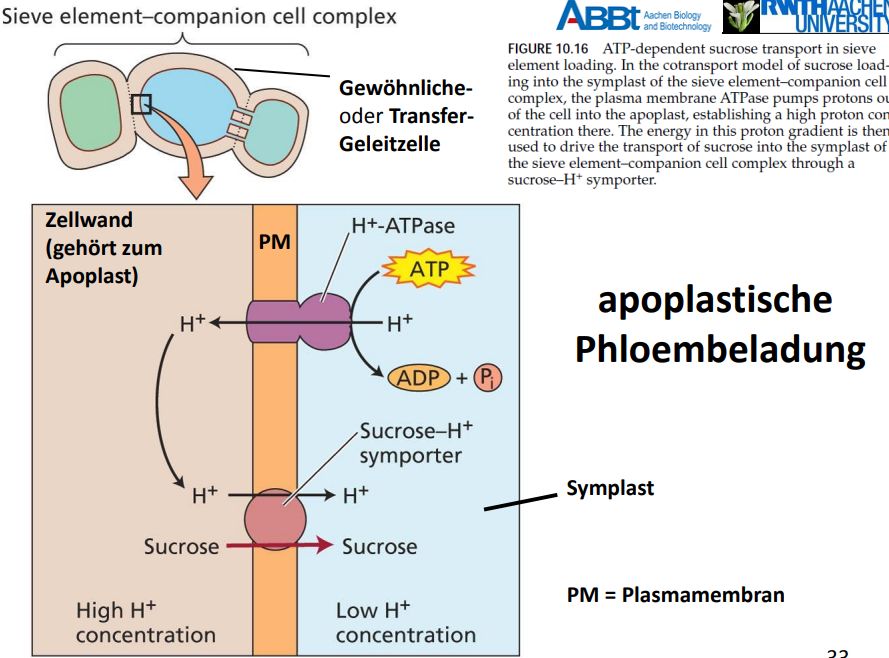 Sieve element–companion cell complex
ABBt Aachen Biology
and Biotechnology
RWTH AACHEN
UNIVERSITY
FIGURE 10.16 ATP-dependent sucrose transport in sieve
element loading. In the cotransport model of sucrose load-
ing into the symplast of the sieve element–companion cell
complex, the plasma membrane ATPase pumps protons ou
of the cell into the apoplast, establishing a high proton con
centration there. The energy in this proton gradient is then
used to drive the transport of sucrose into the symplast of
the sieve element–companion cell complex through a
sucrose–H⁺ symporter.
Gewöhnliche-
oder Transfer-
Geleitzelle
Zellwand
(gehört zum
Apoplast)
PM
H⁺-ATPase
ATP
H⁺
H⁺
ADP + Pᵢ
apoplastische
Phloembeladung
Sucrose–H⁺
symporter
H⁺
H⁺
Sucrose
Sucrose
Symplast
High H⁺
concentration
Low H⁺
concentration
PM = Plasmamembran